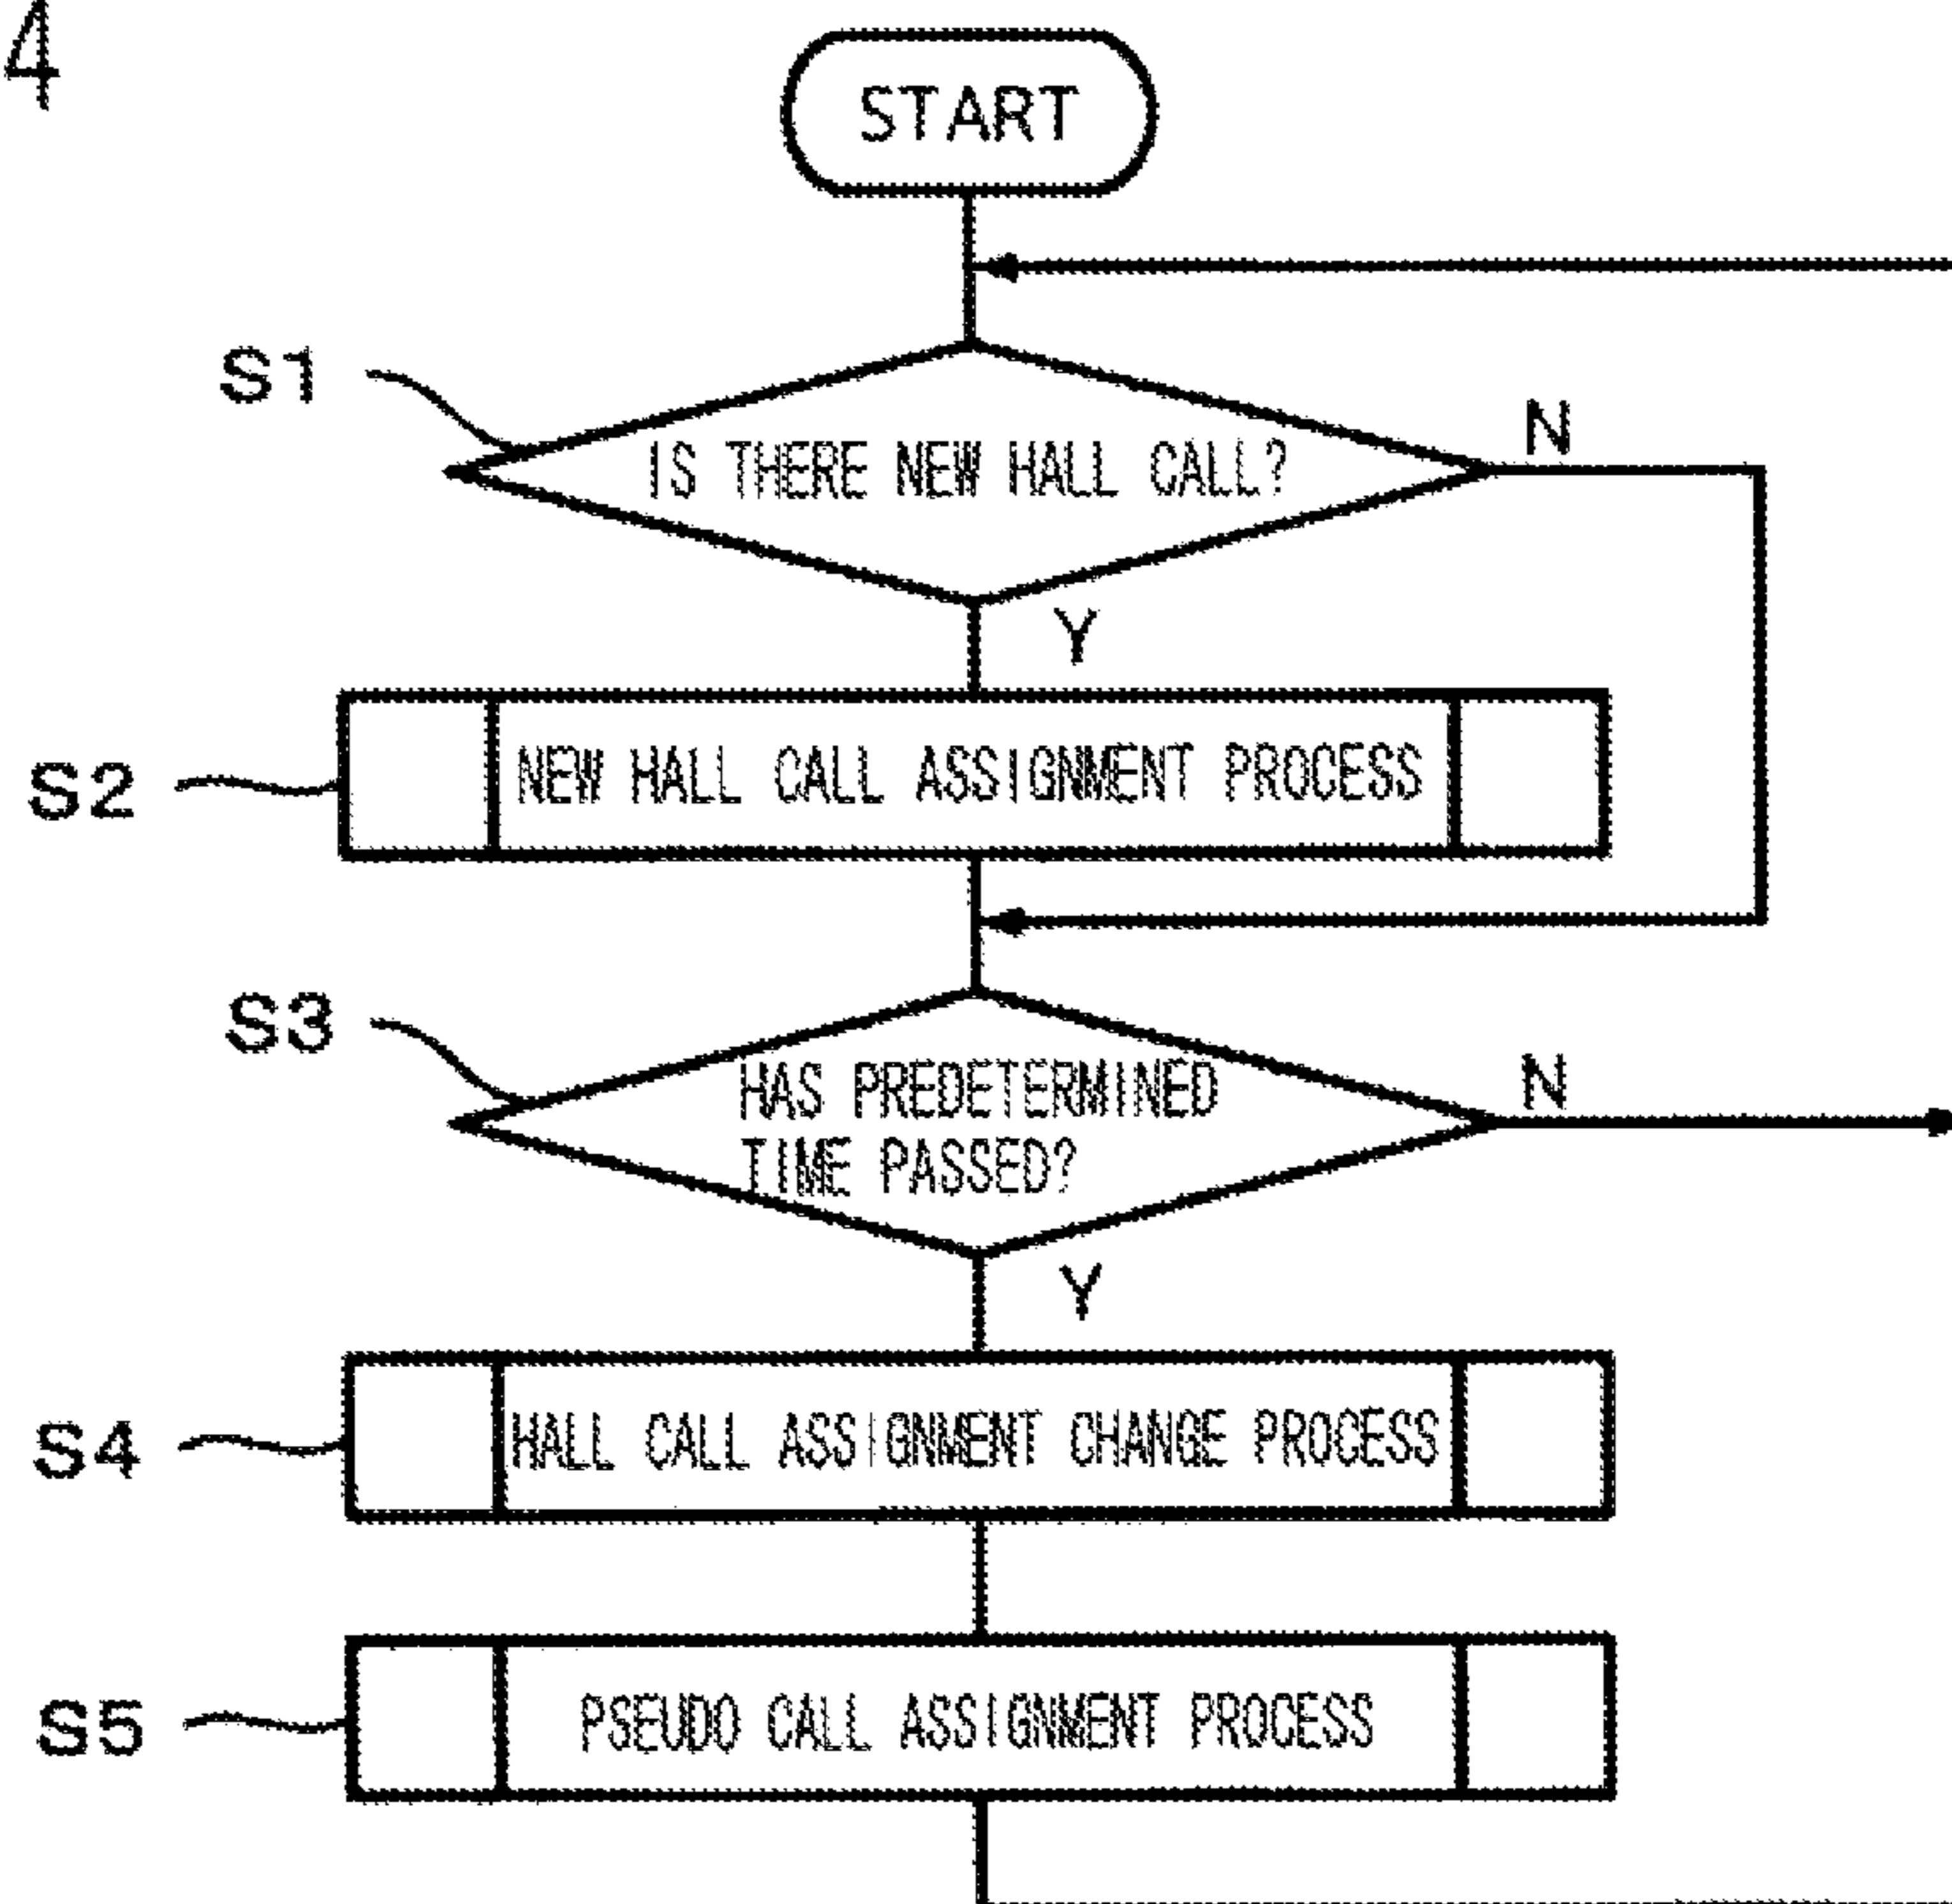 4
START
S1
IS THERE NEW HALL CALL?
N
Y
S2
NEW HALL CALL ASSIGNMENT PROCESS
S3
HAS PREDETERMINED
TIME PASSED?
N
Y
S4
HALL CALL ASSIGNMENT CHANGE PROCESS
S5
PSEUDO CALL ASSIGNMENT PROCESS